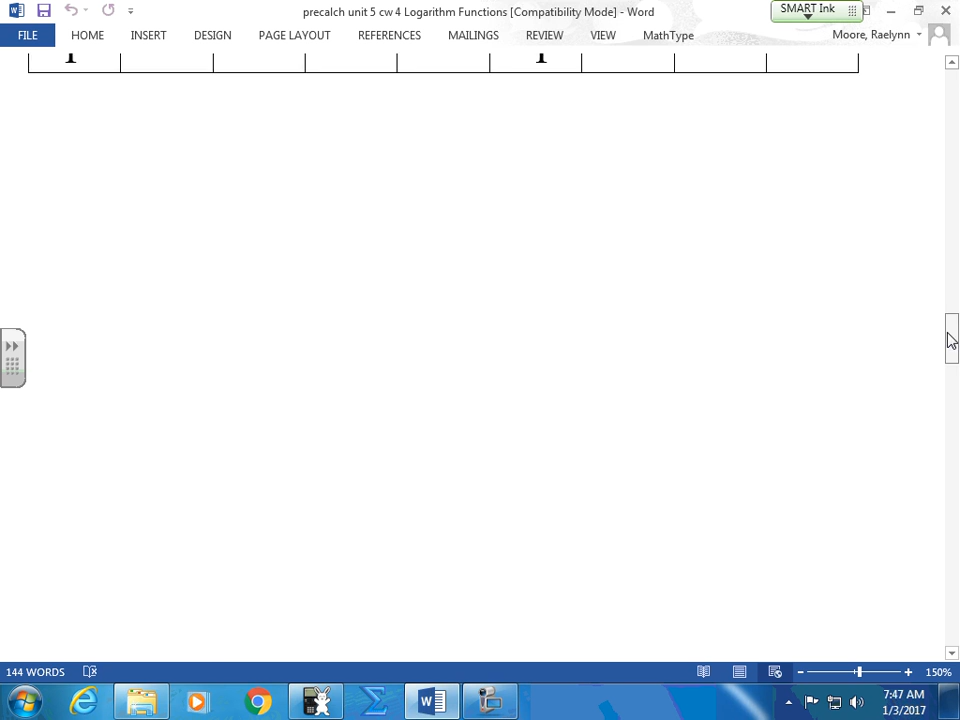 precalch unit 5 cw 4 Logarithm Functions [Compatibility Mode] - Word
SMART Ink
FILE HOME INSERT DESIGN PAGE LAYOUT REFERENCES MAILINGS REVIEW VIEW MathType Moore, Raelynn
144 WORDS
150%
7:47 AM
1/3/2017